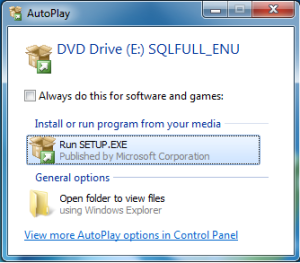 AutoPlay
DVD Drive (E:) SQLFULL_ENU
Always do this for software and games:
Install or run program from your media
Run SETUP.EXE
Published by Microsoft Corporation
General options
Open folder to view files
using Windows Explorer
View more AutoPlay options in Control Panel